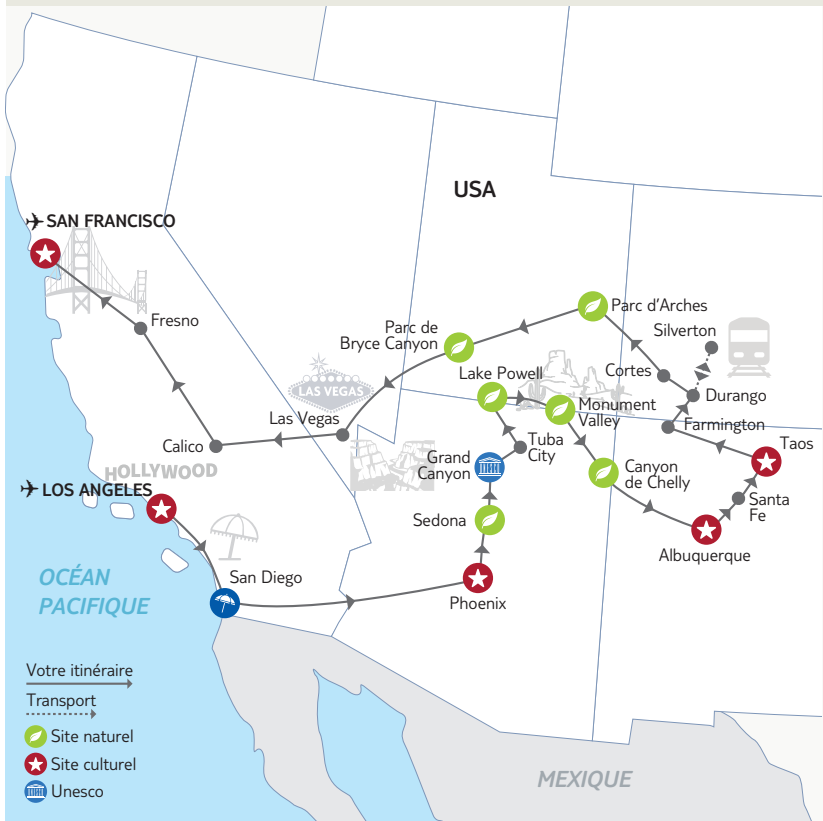 USA
SAN FRANCISCO
Fresno
Parc de
Bryce Canyon
Parc d'Arches
Silverton
Lake Powell
Cortes
Durango
LAS VEGAS
Las Vegas
Monument
Valley
Farmington
Calico
Tuba
City
Taos
HOLLYWOOD
Grand
Canyon
Canyon
de Chelly
LOS ANGELES
Santa
Fe
Sedona
Albuquerque
OCÉAN
PACIFIQUE
San Diego
Phoenix
Votre itinéraire
Transport
Site naturel
Site culturel
Unesco
MEXIQUE